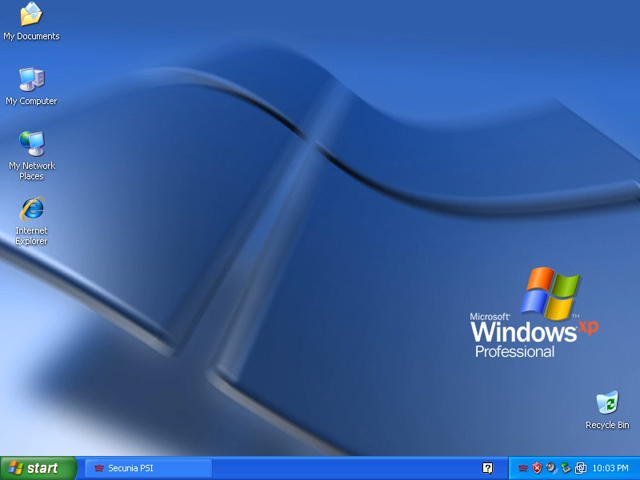 My Documents
My Computer
My Network
Places
Internet
Explorer
Microsoft®
Windows xp
TM
Professional
Recycle Bin
start
Secunia PSI
?
10:03 PM